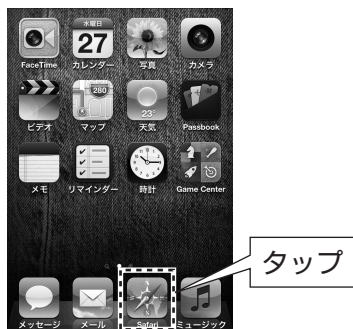 水曜日
27
FaceTime カレンダー 写真 カメラ
280
23°
ビデオ マップ 天気 Passbook
メモ リマインダー 時計 Game Center
タップ
メッセージ メール Safari ミュージック